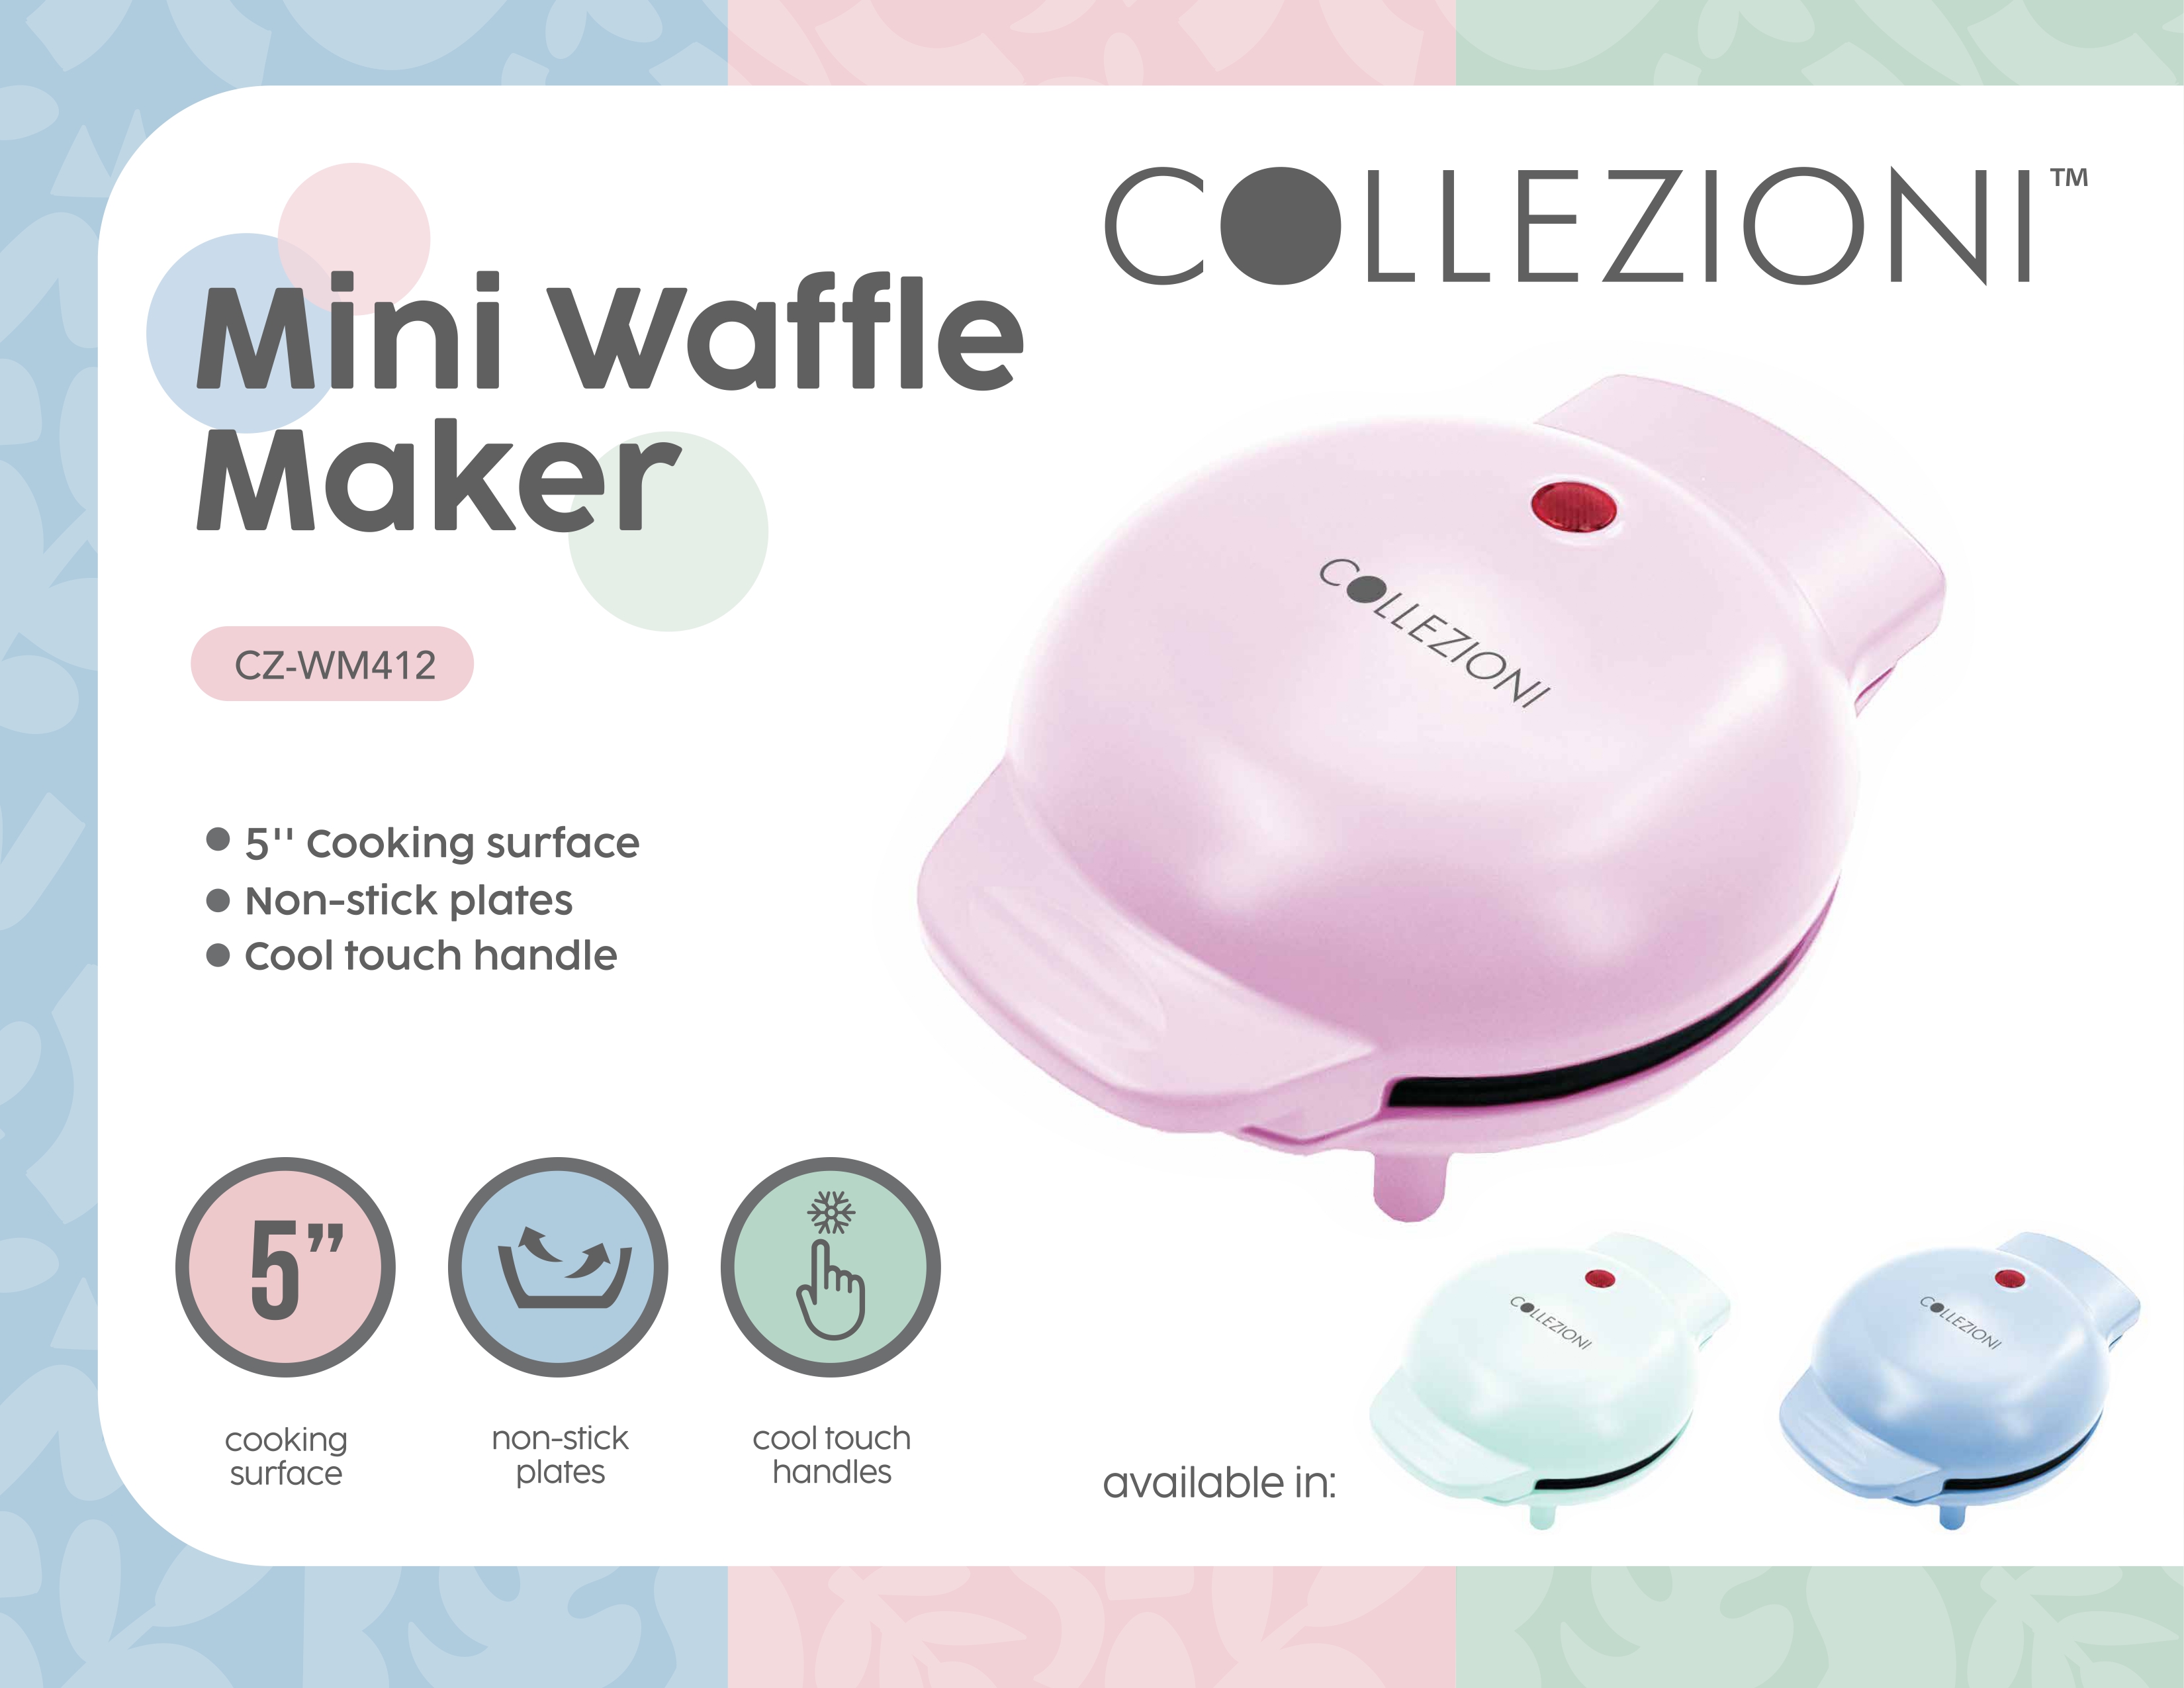 COLLEZIONI™
Mini Waffle
Maker
CZ-WM412
COLLEZIONI
● 5'' Cooking surface
● Non-stick plates
● Cool touch handle
5”
cooking
surface
non-stick
plates
cool touch
handles
available in:
COLLEZIONI
COLLEZIONI